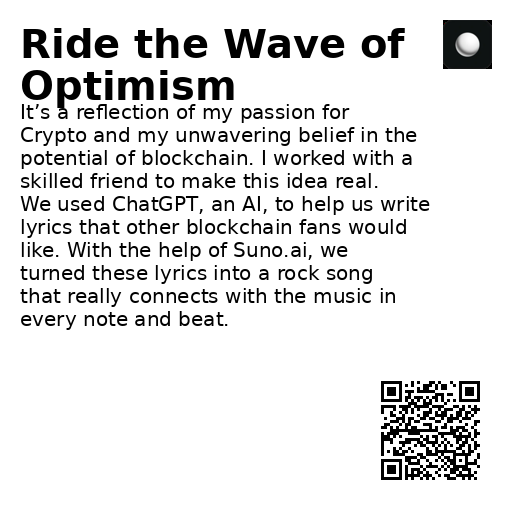 Ride the Wave of
Optimism
It’s a reflection of my passion for
Crypto and my unwavering belief in the
potential of blockchain. I worked with a
skilled friend to make this idea real.
We used ChatGPT, an AI, to help us write
lyrics that other blockchain fans would
like. With the help of Suno.ai, we
turned these lyrics into a rock song
that really connects with the music in
every note and beat.